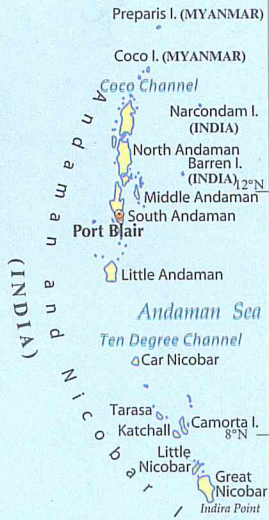 Preparis I. (MYANMAR)
Coco I. (MYANMAR)
Coco Channel
Narcondam I.
(INDIA)
North Andaman
Barren I.
(INDIA)
12°N
Middle Andaman
South Andaman
Port Blair
Little Andaman
Andaman Sea
Ten Degree Channel
Car Nicobar
Tarasa
Camorta I.
Katchall
8°N
Little
Nicobar
Great
Nicobar
Indira Point
Andaman and Nicobar I
(INDIA)